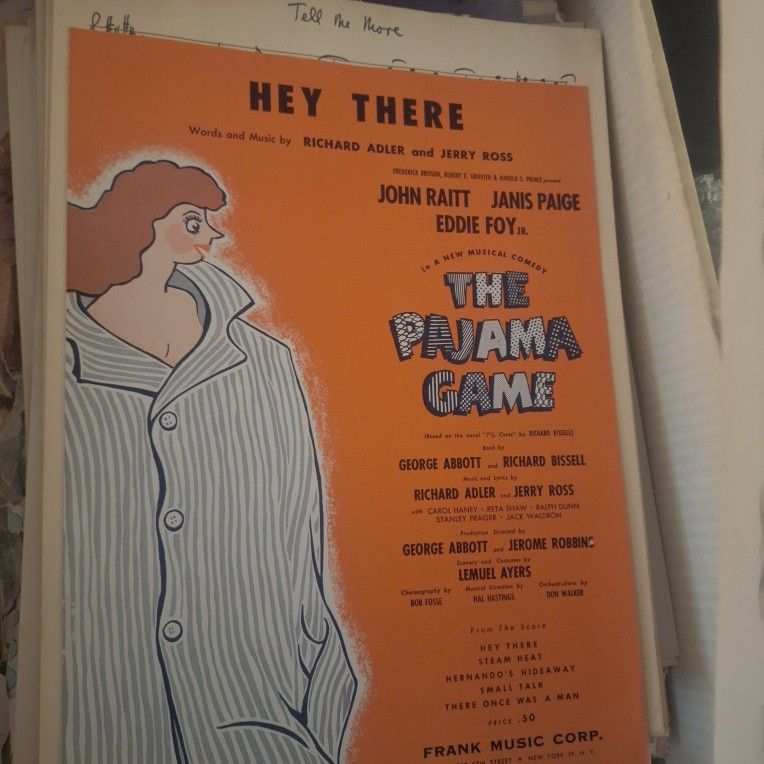 Tell me More
HEY THERE
Words and Music by RICHARD ADLER and JERRY ROSS
FREDERICK BRISSON, ROBERT E. GRIFFITH & HAROLD S. PRINCE present
JOHN RAITT JANIS PAIGE
EDDIE FOY JR.
in A NEW MUSICAL COMEDY
THE
PAJAMA
GAME
(Based on the novel "7½ Cents" by RICHARD BISSELL)
Book by
GEORGE ABBOTT and RICHARD BISSELL
Music and Lyrics by
RICHARD ADLER and JERRY ROSS
with CAROL HANEY · RETA SHAW · RALPH DUNN
STANLEY PRAGER · JACK WALDRON
Production Directed by
GEORGE ABBOTT and JEROME ROBBINS
Scenery and Costumes by
LEMUEL AYERS
Choreography by Musical Direction by Orchestrations by
BOB FOSSE HAL HASTINGS DON WALKER
From The Score
HEY THERE
STEAM HEAT
HERNANDO'S HIDEAWAY
SMALL TALK
THERE ONCE WAS A MAN
PRICE .50
FRANK MUSIC CORP.
57th STREET • NEW YORK 19, N. Y.